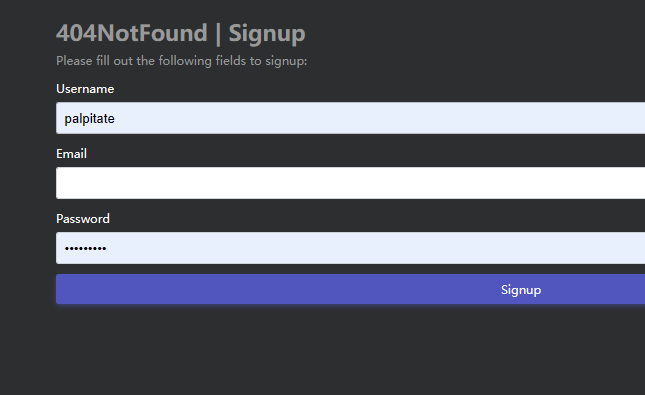 404NotFound | Signup
Please fill out the following fields to signup:
Username
palpitate
Email
Password
•••••••••
Signup